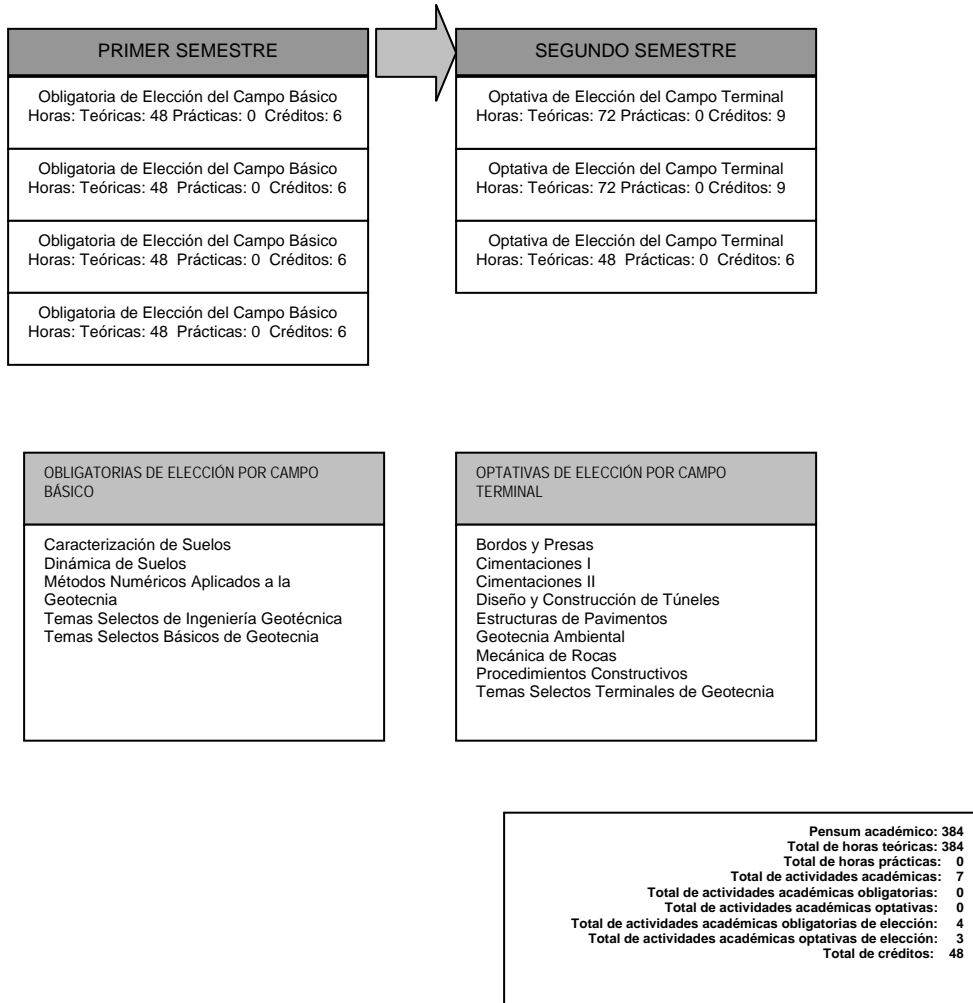 PRIMER SEMESTRE
Obligatoria de Elección del Campo Básico
Horas: Teóricas: 48 Prácticas: 0 Créditos: 6
Obligatoria de Elección del Campo Básico
Horas: Teóricas: 48 Prácticas: 0 Créditos: 6
Obligatoria de Elección del Campo Básico
Horas: Teóricas: 48 Prácticas: 0 Créditos: 6
Obligatoria de Elección del Campo Básico
Horas: Teóricas: 48 Prácticas: 0 Créditos: 6
SEGUNDO SEMESTRE
Optativa de Elección del Campo Terminal
Horas: Teóricas: 72 Prácticas: 0 Créditos: 9
Optativa de Elección del Campo Terminal
Horas: Teóricas: 72 Prácticas: 0 Créditos: 9
Optativa de Elección del Campo Terminal
Horas: Teóricas: 48 Prácticas: 0 Créditos: 6
OBLIGATORIAS DE ELECCIÓN POR CAMPO
BÁSICO
Caracterización de Suelos
Dinámica de Suelos
Métodos Numéricos Aplicados a la
Geotecnia
Temas Selectos de Ingeniería Geotécnica
Temas Selectos Básicos de Geotecnia
OPTATIVAS DE ELECCIÓN POR CAMPO
TERMINAL
Bordos y Presas
Cimentaciones I
Cimentaciones II
Diseño y Construcción de Túneles
Estructuras de Pavimentos
Geotecnia Ambiental
Mecánica de Rocas
Procedimientos Constructivos
Temas Selectos Terminales de Geotecnia
Pensum académico: 384
Total de horas teóricas: 384
Total de horas prácticas: 0
Total de actividades académicas: 7
Total de actividades académicas obligatorias: 0
Total de actividades académicas optativas: 0
Total de actividades académicas obligatorias de elección: 4
Total de actividades académicas optativas de elección: 3
Total de créditos: 48